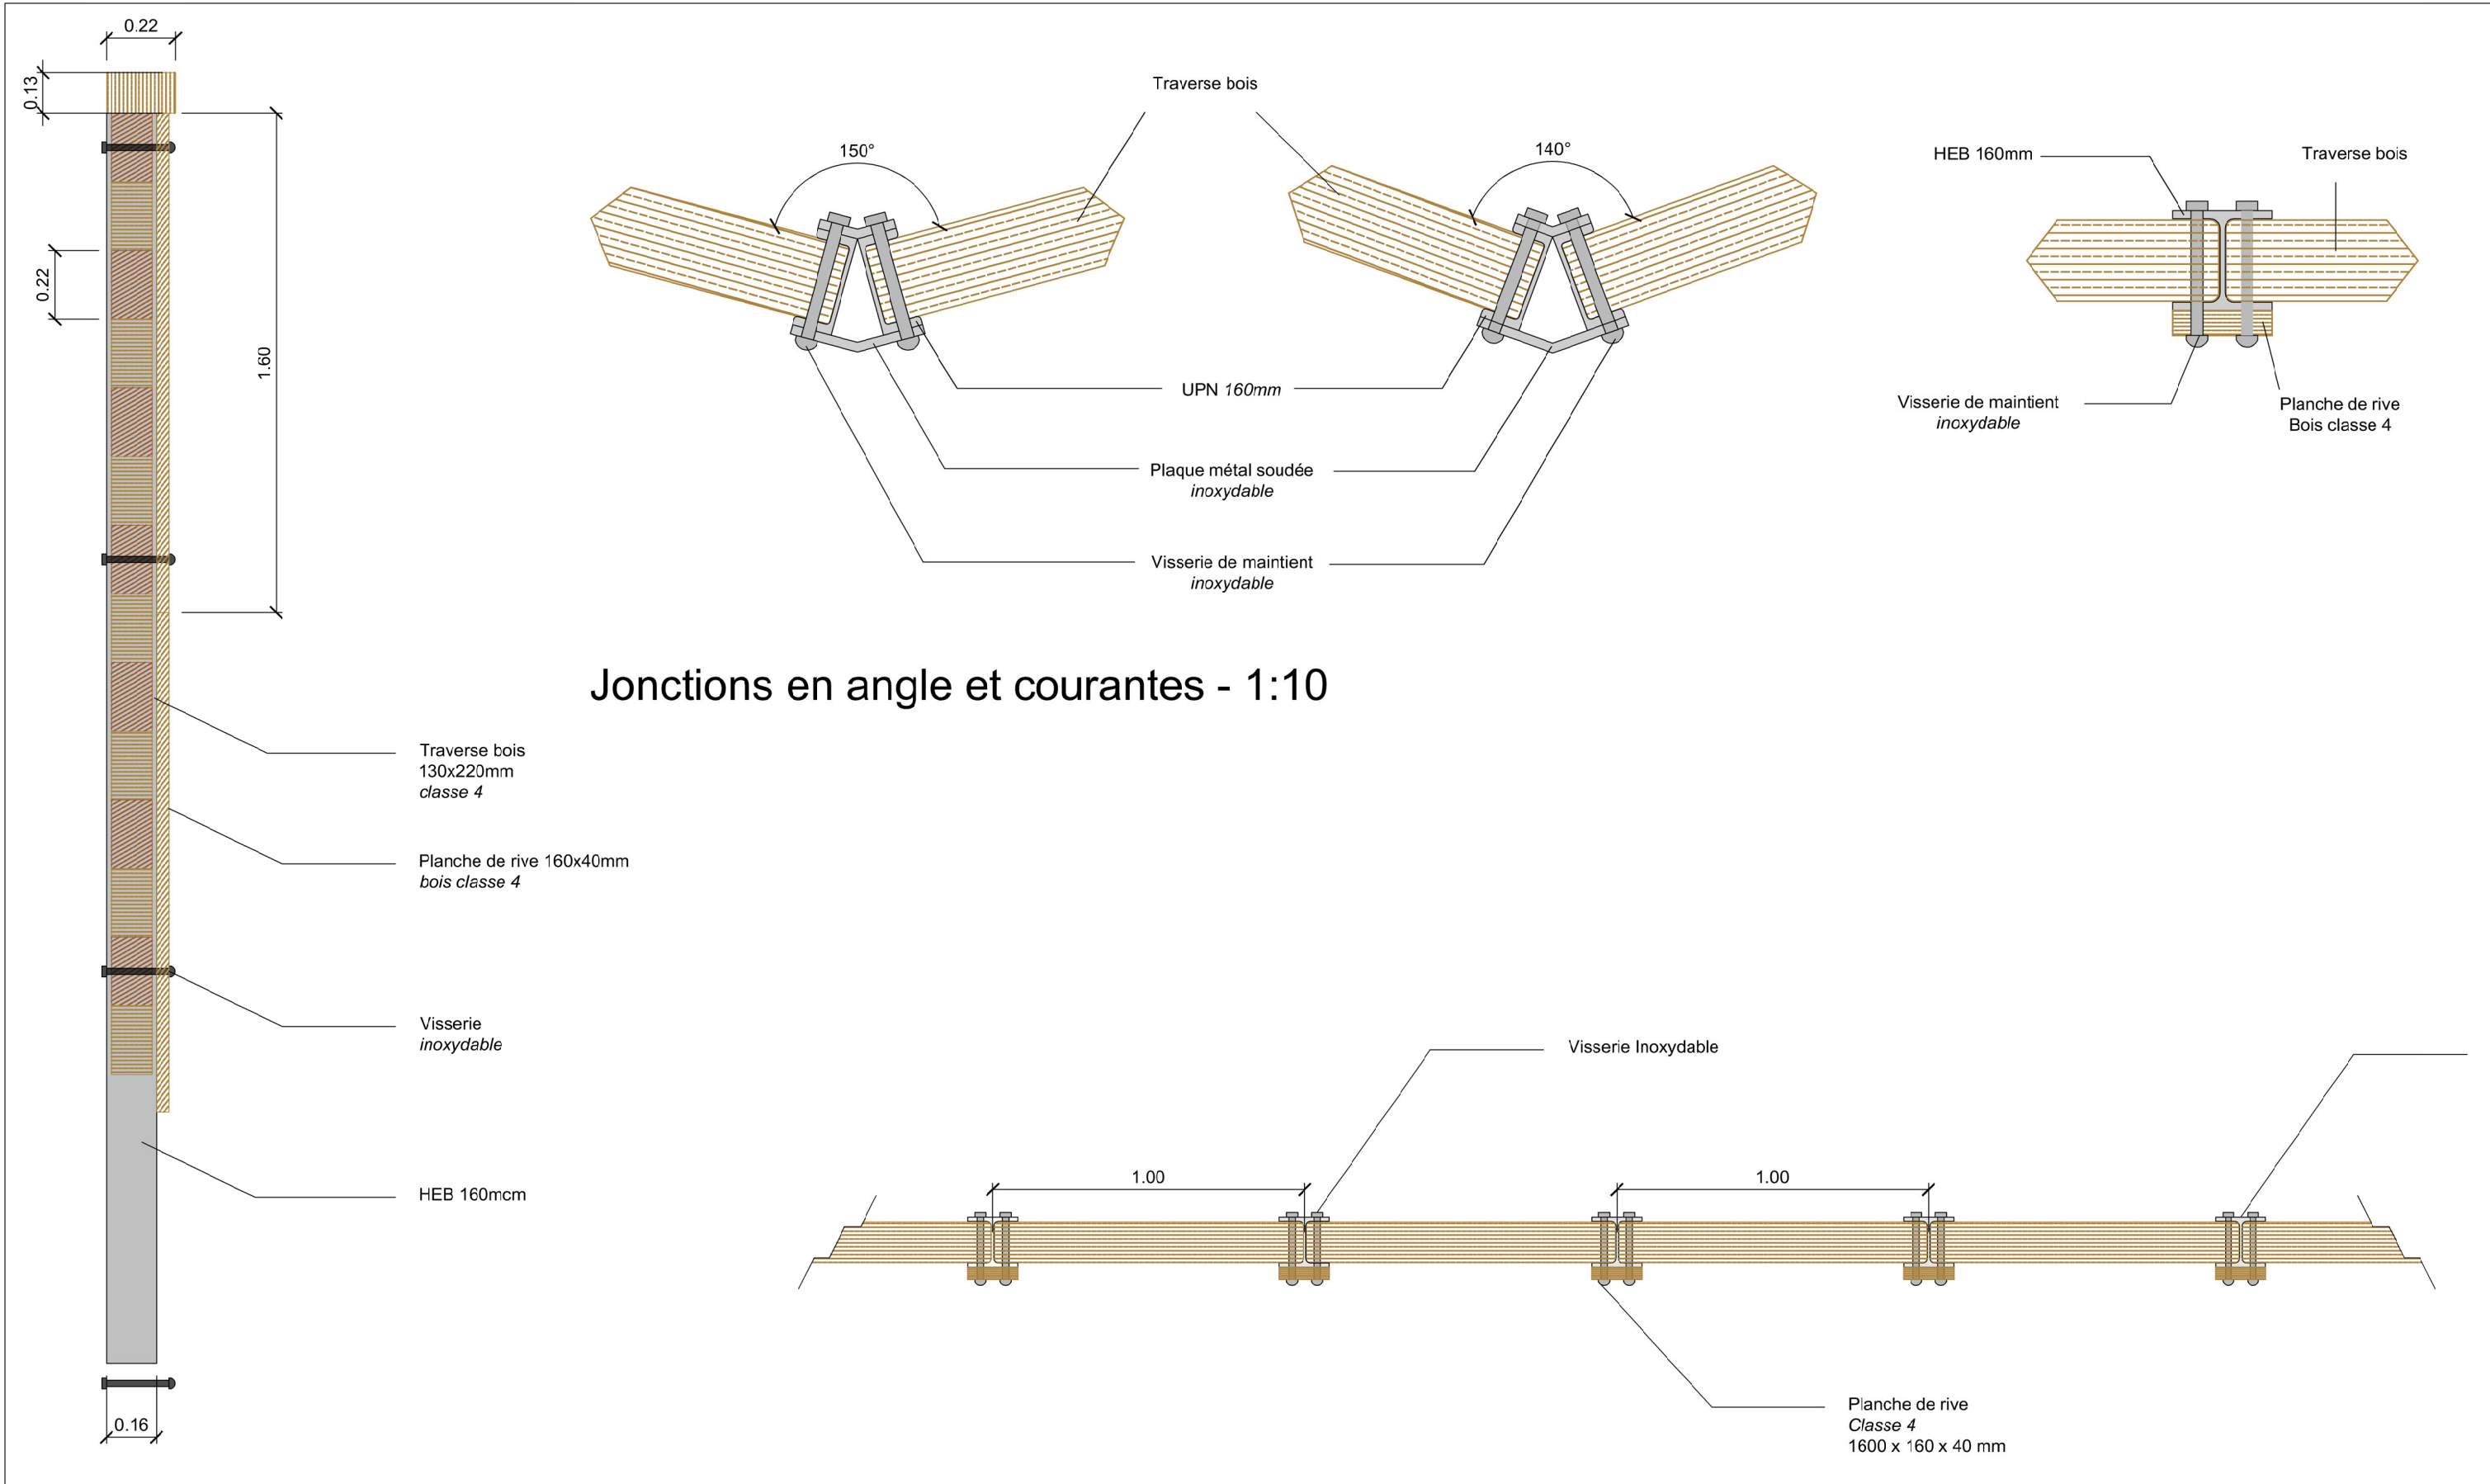 0.22
0.13
0.22
1.60
Traverse bois
150°
140°
HEB 160mm
Traverse bois
UPN 160mm
Visserie de maintient
inoxydable
Planche de rive
Bois classe 4
Plaque métal soudée
inoxydable
Visserie de maintient
inoxydable
Jonctions en angle et courantes - 1:10
Traverse bois
130x220mm
classe 4
Planche de rive 160x40mm
bois classe 4
Visserie
inoxydable
HEB 160mcm
Visserie Inoxydable
1.00
1.00
Planche de rive
Classe 4
1600 x 160 x 40 mm
0.16